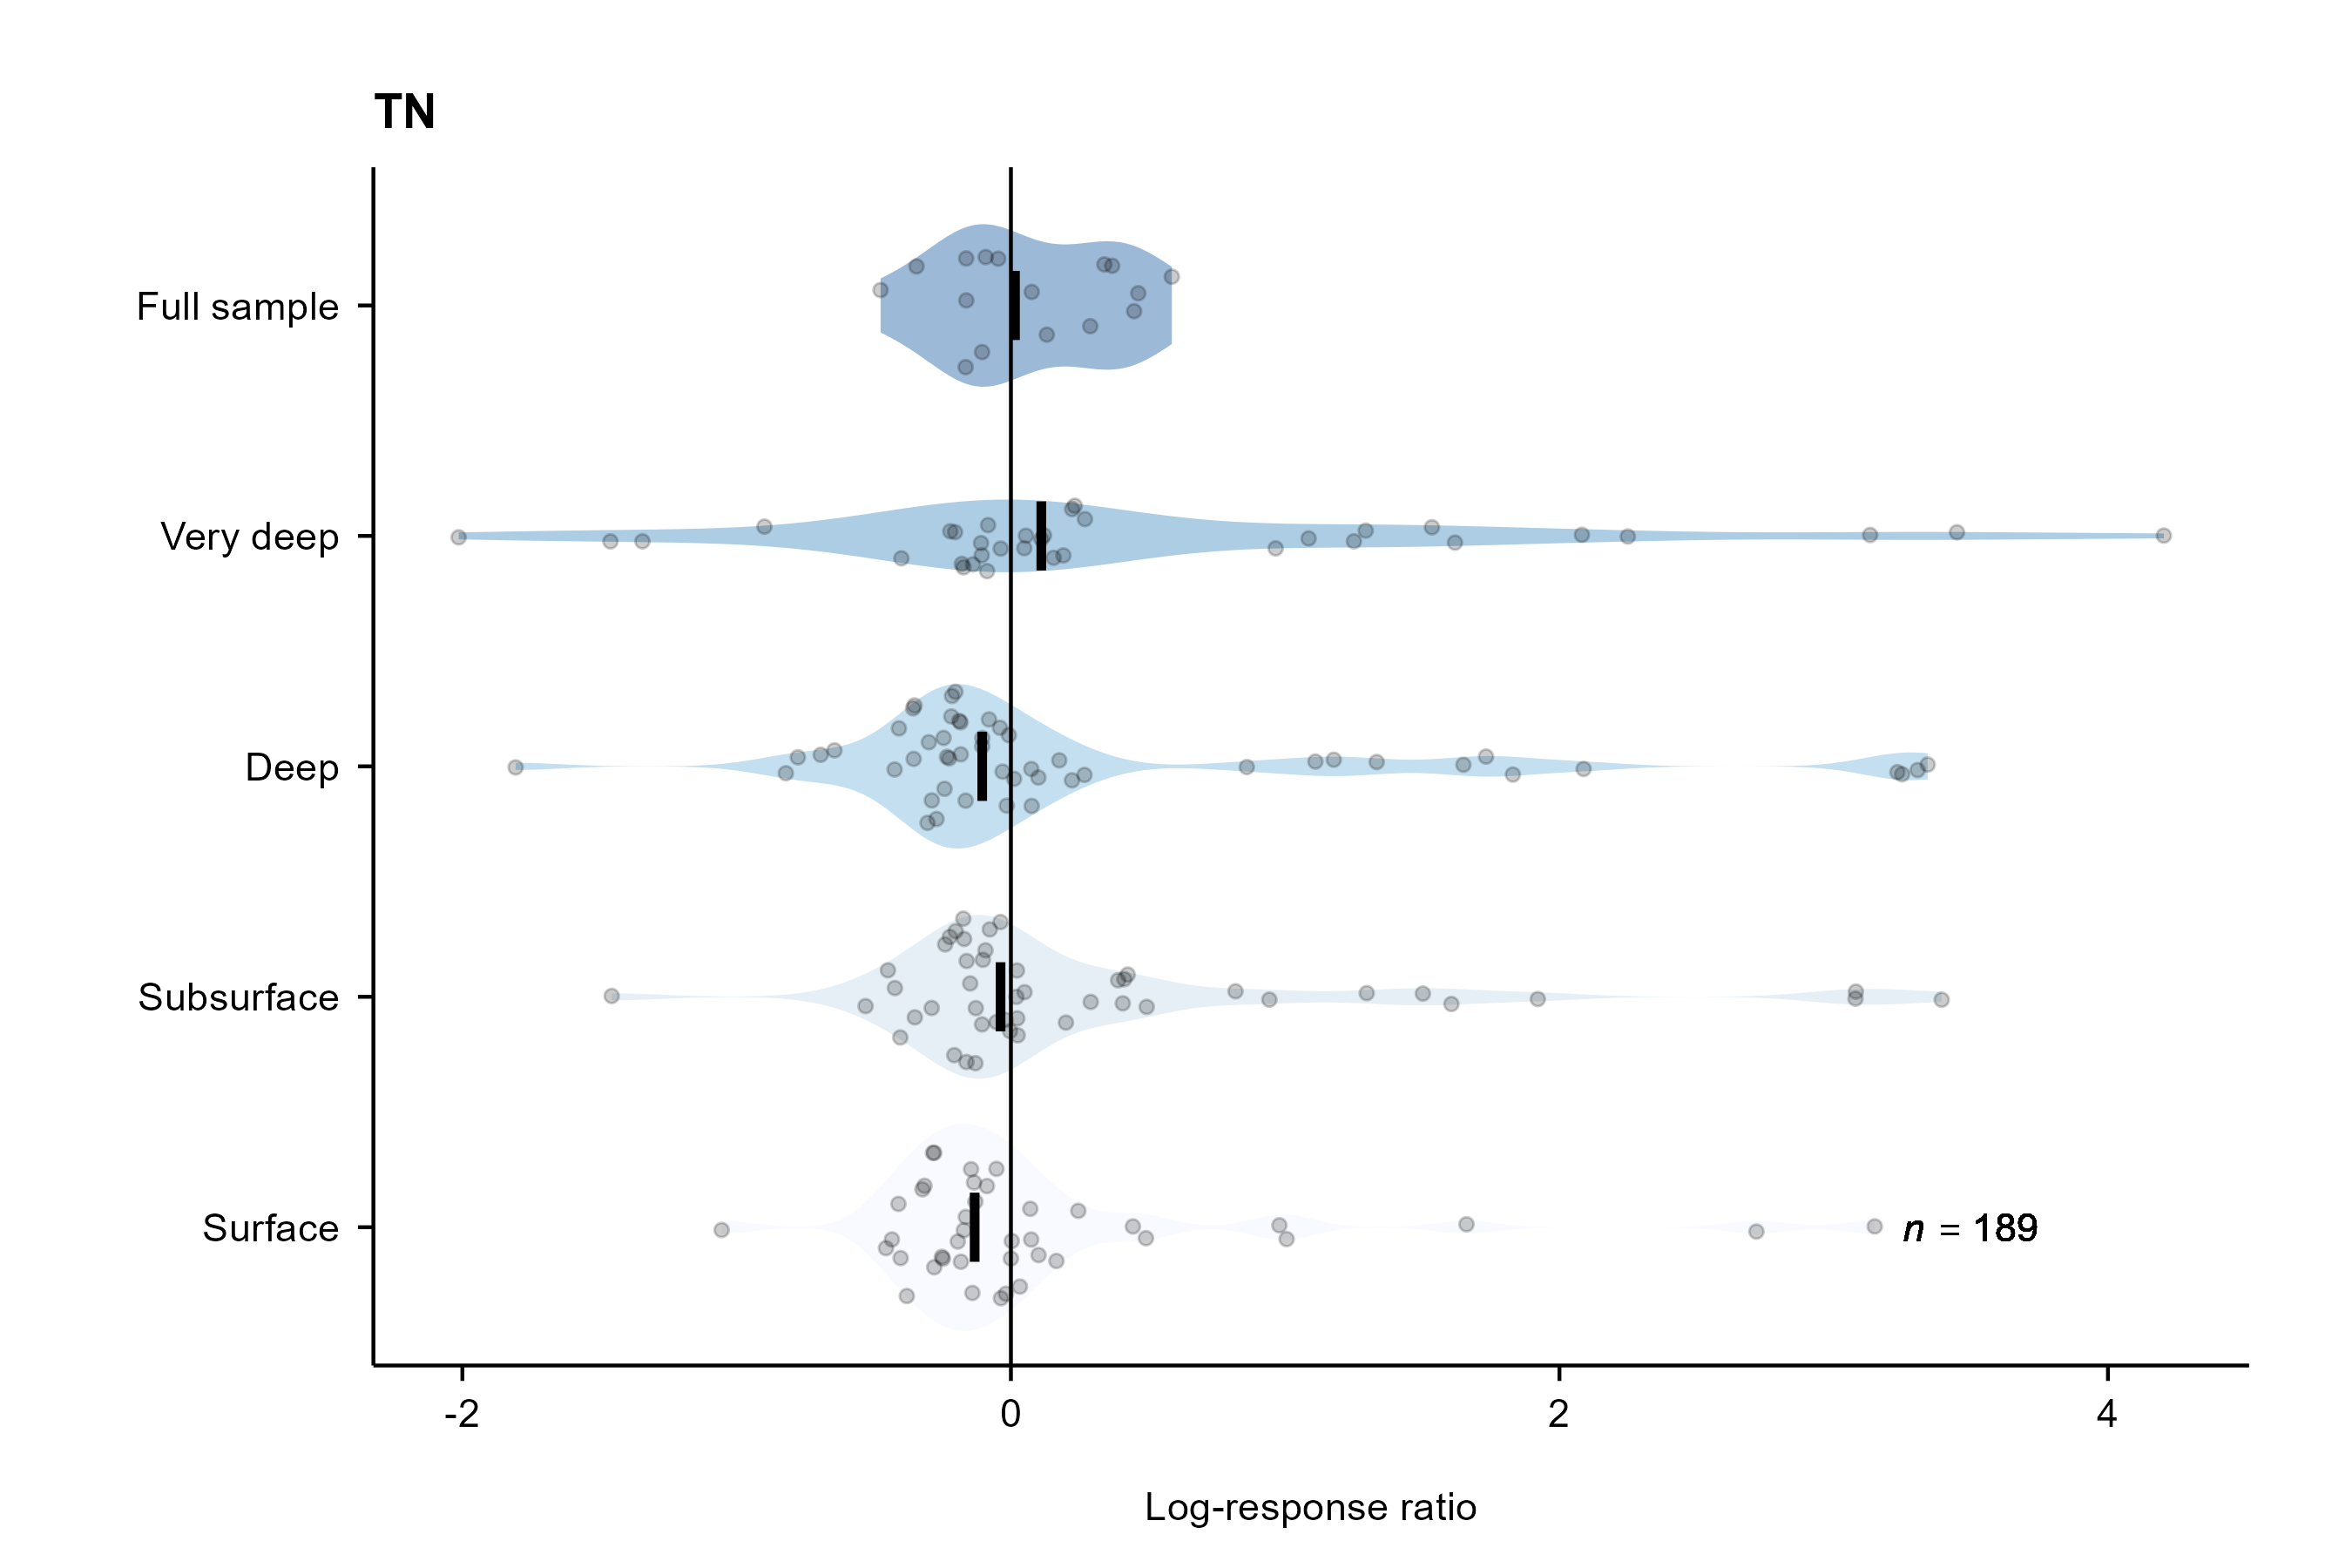 TN
Full sample
Very deep
Deep
Subsurface
Surface
n = 189
-2 0 2 4
Log-response ratio